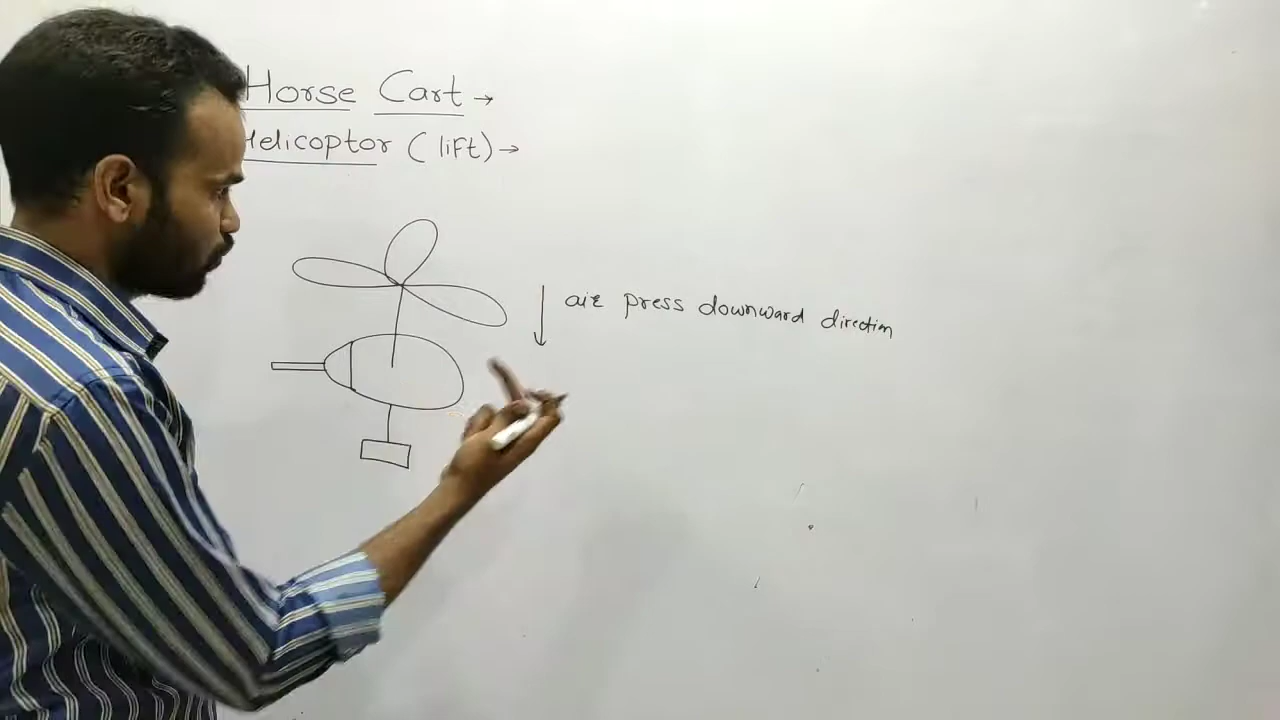 Horse Cart →
Helicoptor (lift) →
↓ air press downward direction